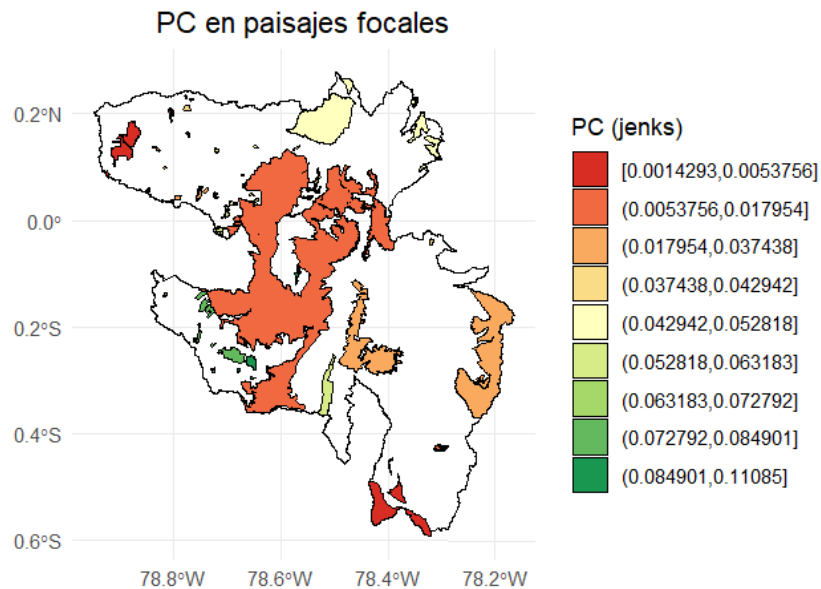 PC en paisajes focales
0.2°N
0.0°
0.2°S
0.4°S
0.6°S
78.8°W
78.6°W
78.4°W
78.2°W
PC (jenks)
[0.0014293,0.0053756]
(0.0053756,0.017954]
(0.017954,0.037438]
(0.037438,0.042942]
(0.042942,0.052818]
(0.052818,0.063183]
(0.063183,0.072792]
(0.072792,0.084901]
(0.084901,0.11085]